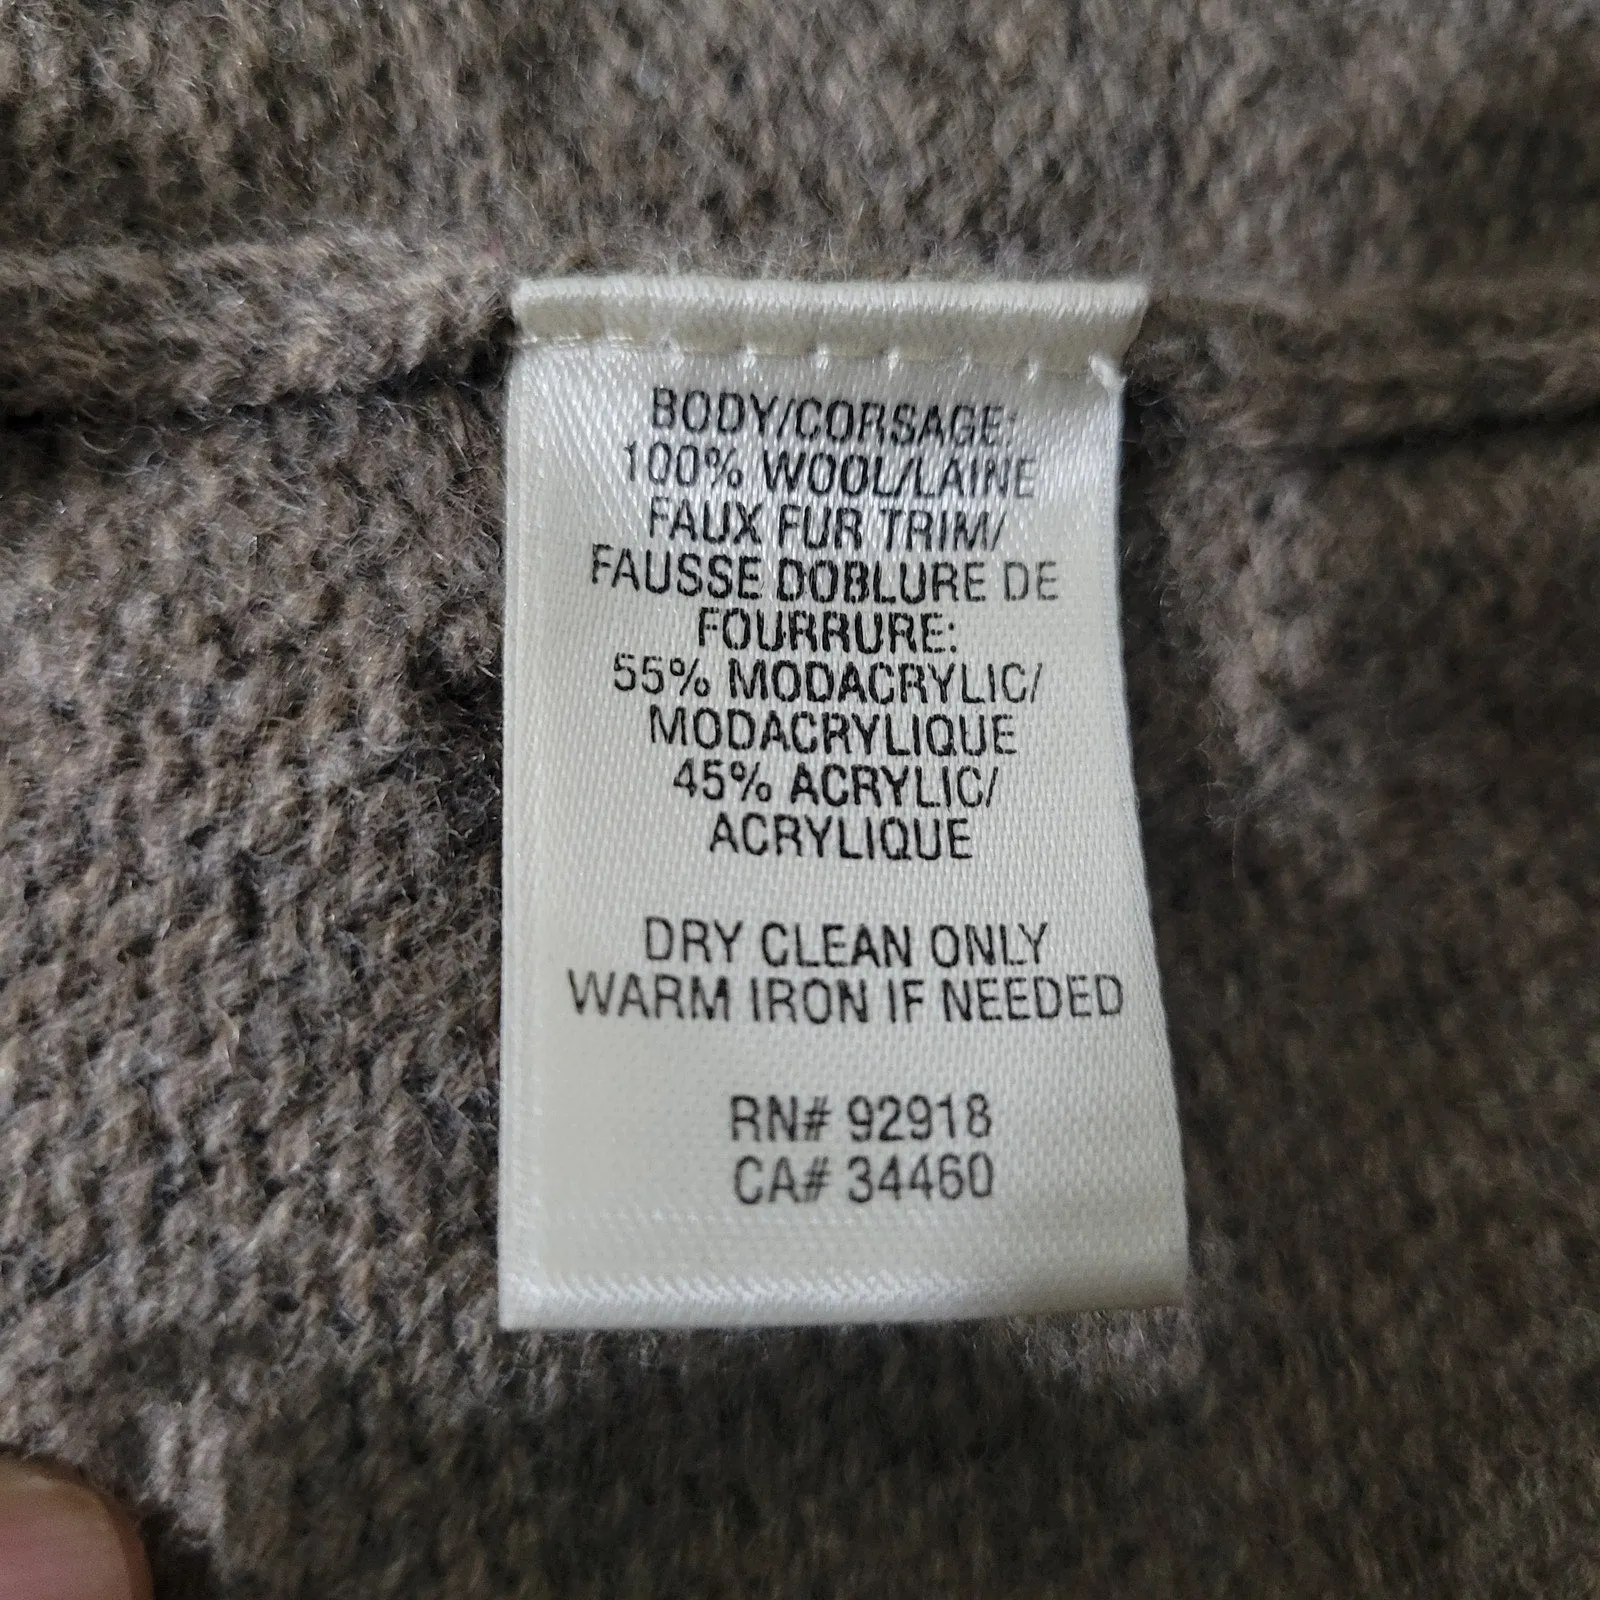 BODY/CORSAGE:
100% WOOL/LAINE
FAUX FUR TRIM/
FAUSSE DOBLURE DE
FOURRURE:
55% MODACRYLIC/
MODACRYLIQUE
45% ACRYLIC/
ACRYLIQUE
DRY CLEAN ONLY
WARM IRON IF NEEDED
RN# 92918
CA# 34460